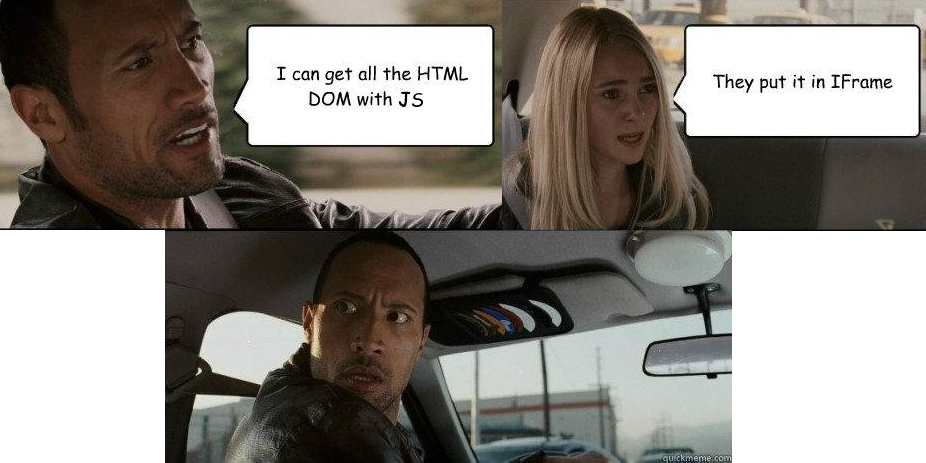 I can get all the HTML
DOM with JS
They put it in IFrame
quickmeme.com